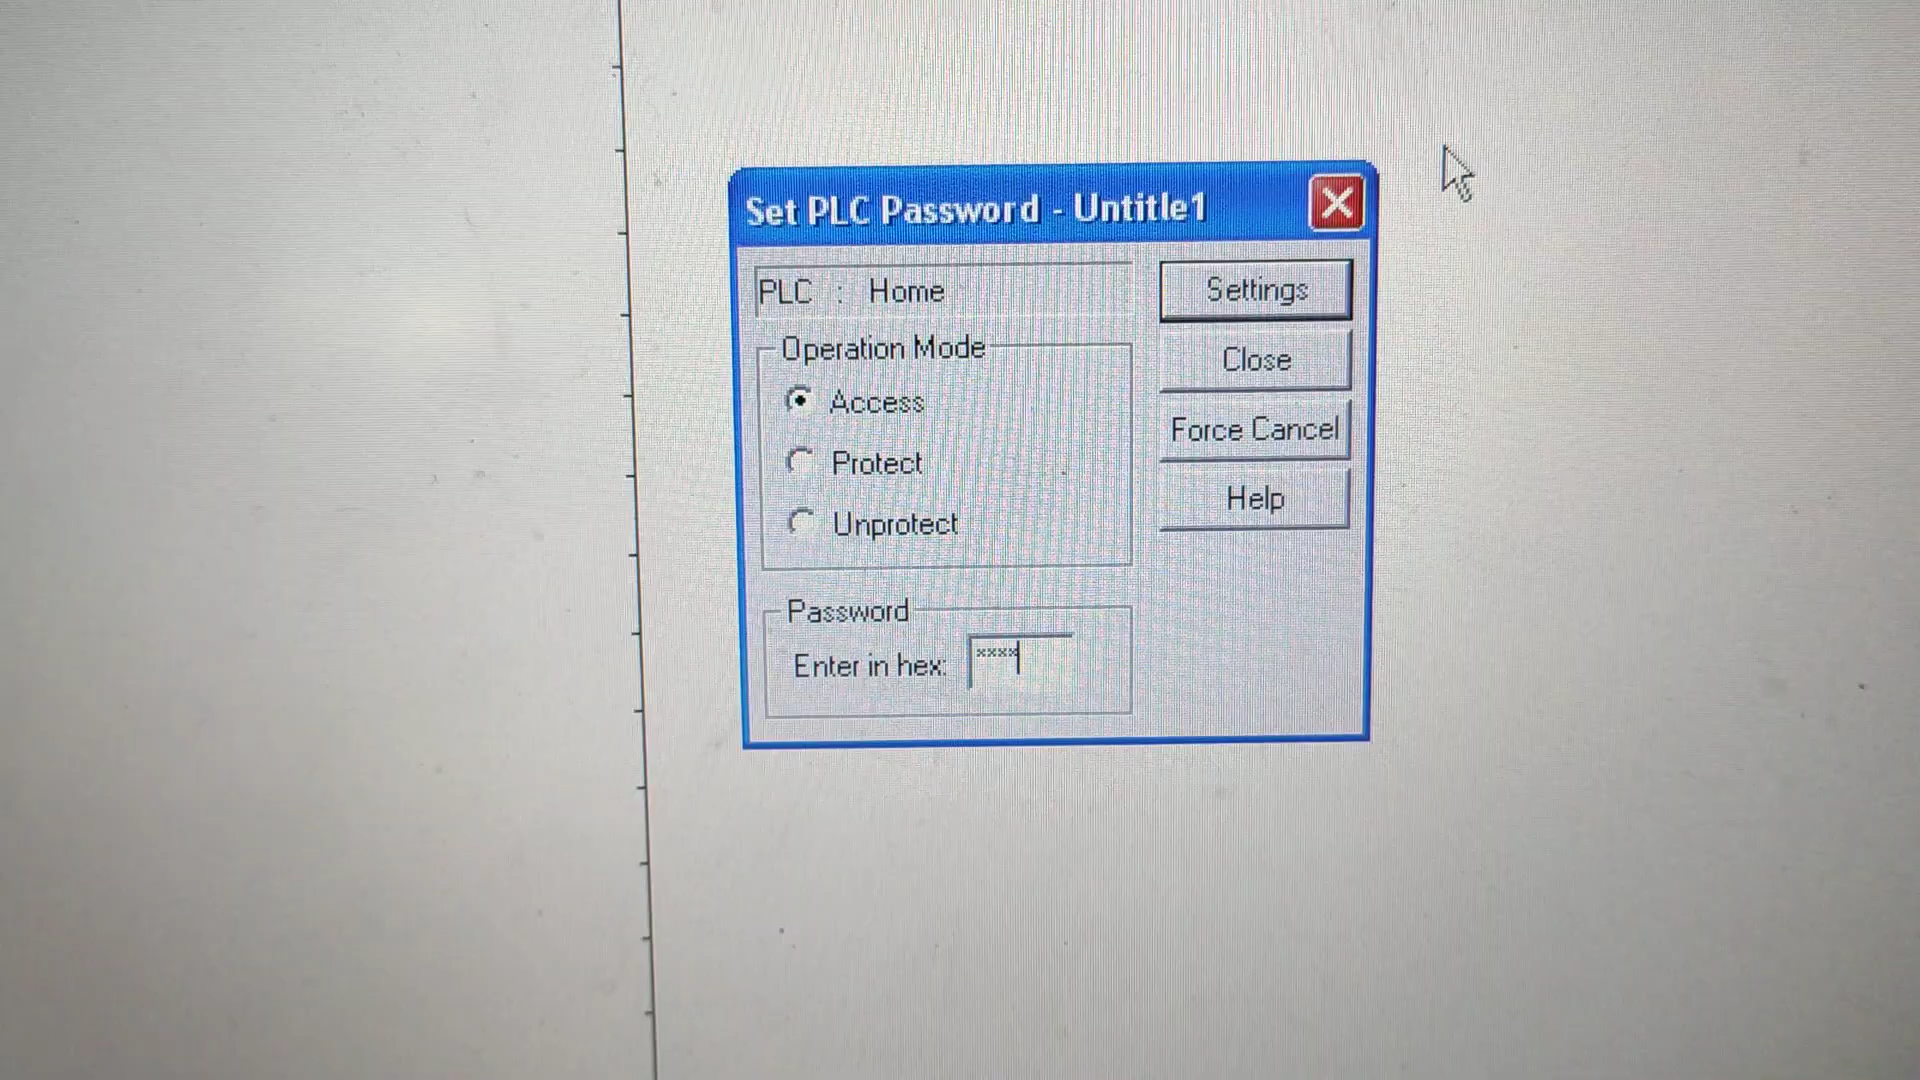 Set PLC Password - Untitle1
PLC : Home
Settings
Operation Mode
Close
Access
Force Cancel
Protect
Help
Unprotect
Password
Enter in hex: xxxx